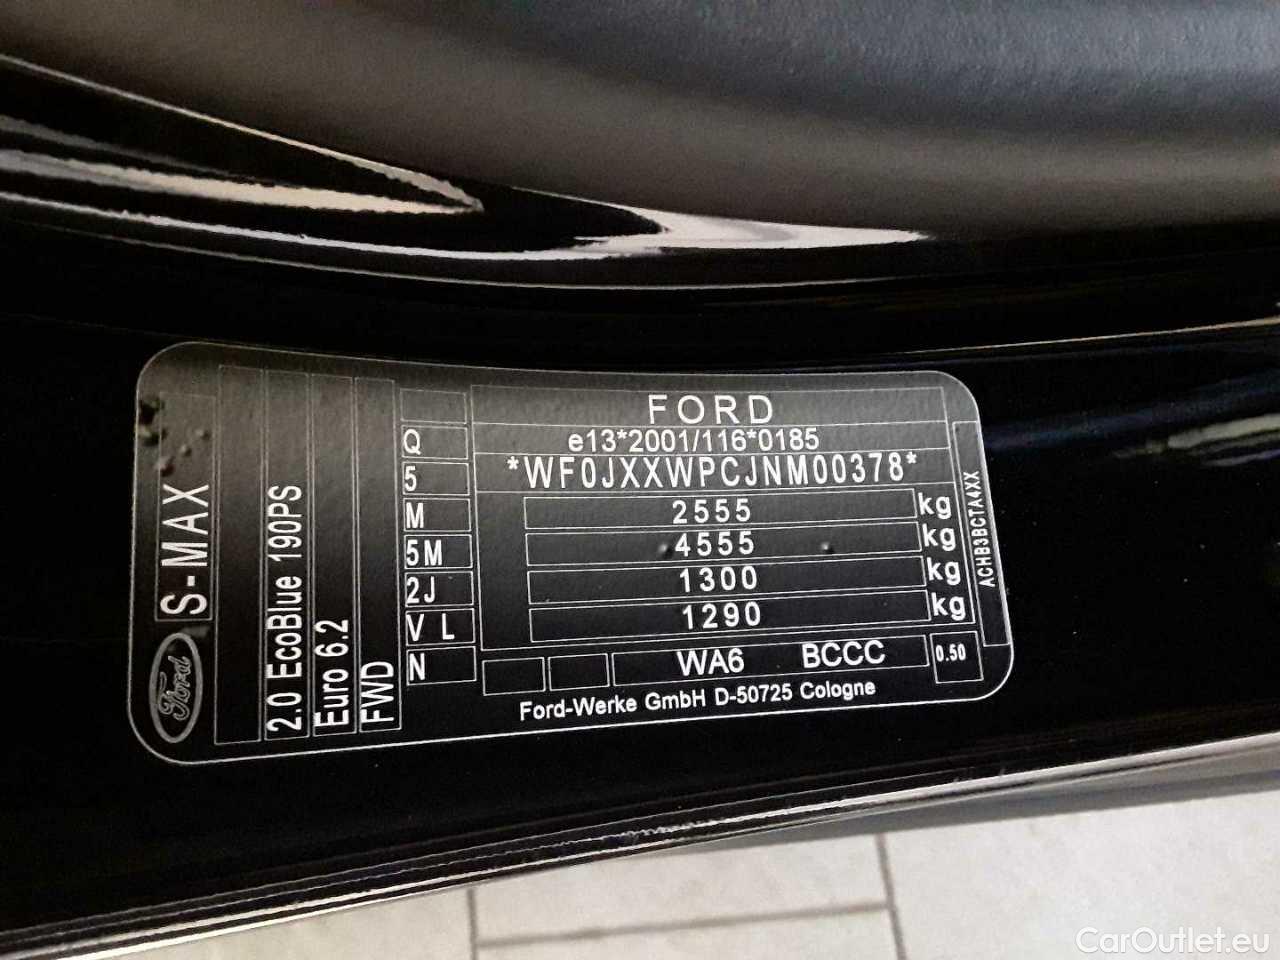 FORD
e13*2001/116*0185
*WF0JXXWPCJNM00378*
2555 kg
4555 kg
1300 kg
1290 kg
WA6 BCCC 0.50
Ford-Werke GmbH D-50725 Cologne
Q
5
M
5M
2J
V L
N
S-MAX
Ford
2.0 EcoBlue 190PS
Euro 6.2
FWD
ACHB3BCTA4XX
CarOutlet.eu